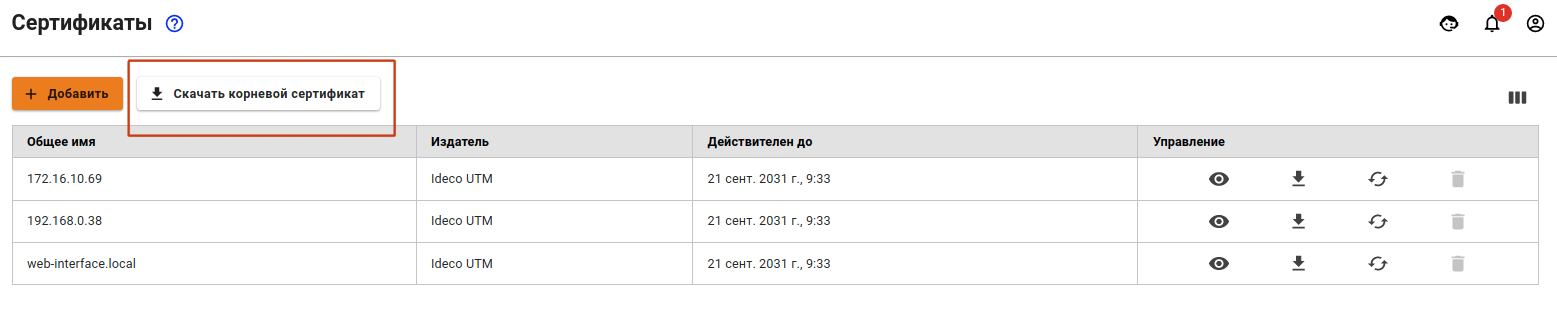 Сертификаты ?
1
Добавить Скачать корневой сертификат
Общее имя Издатель Действителен до Управление
172.16.10.69 Ideco UTM 21 сент. 2031 г., 9:33
192.168.0.38 Ideco UTM 21 сент. 2031 г., 9:33
web-interface.local Ideco UTM 21 сент. 2031 г., 9:33